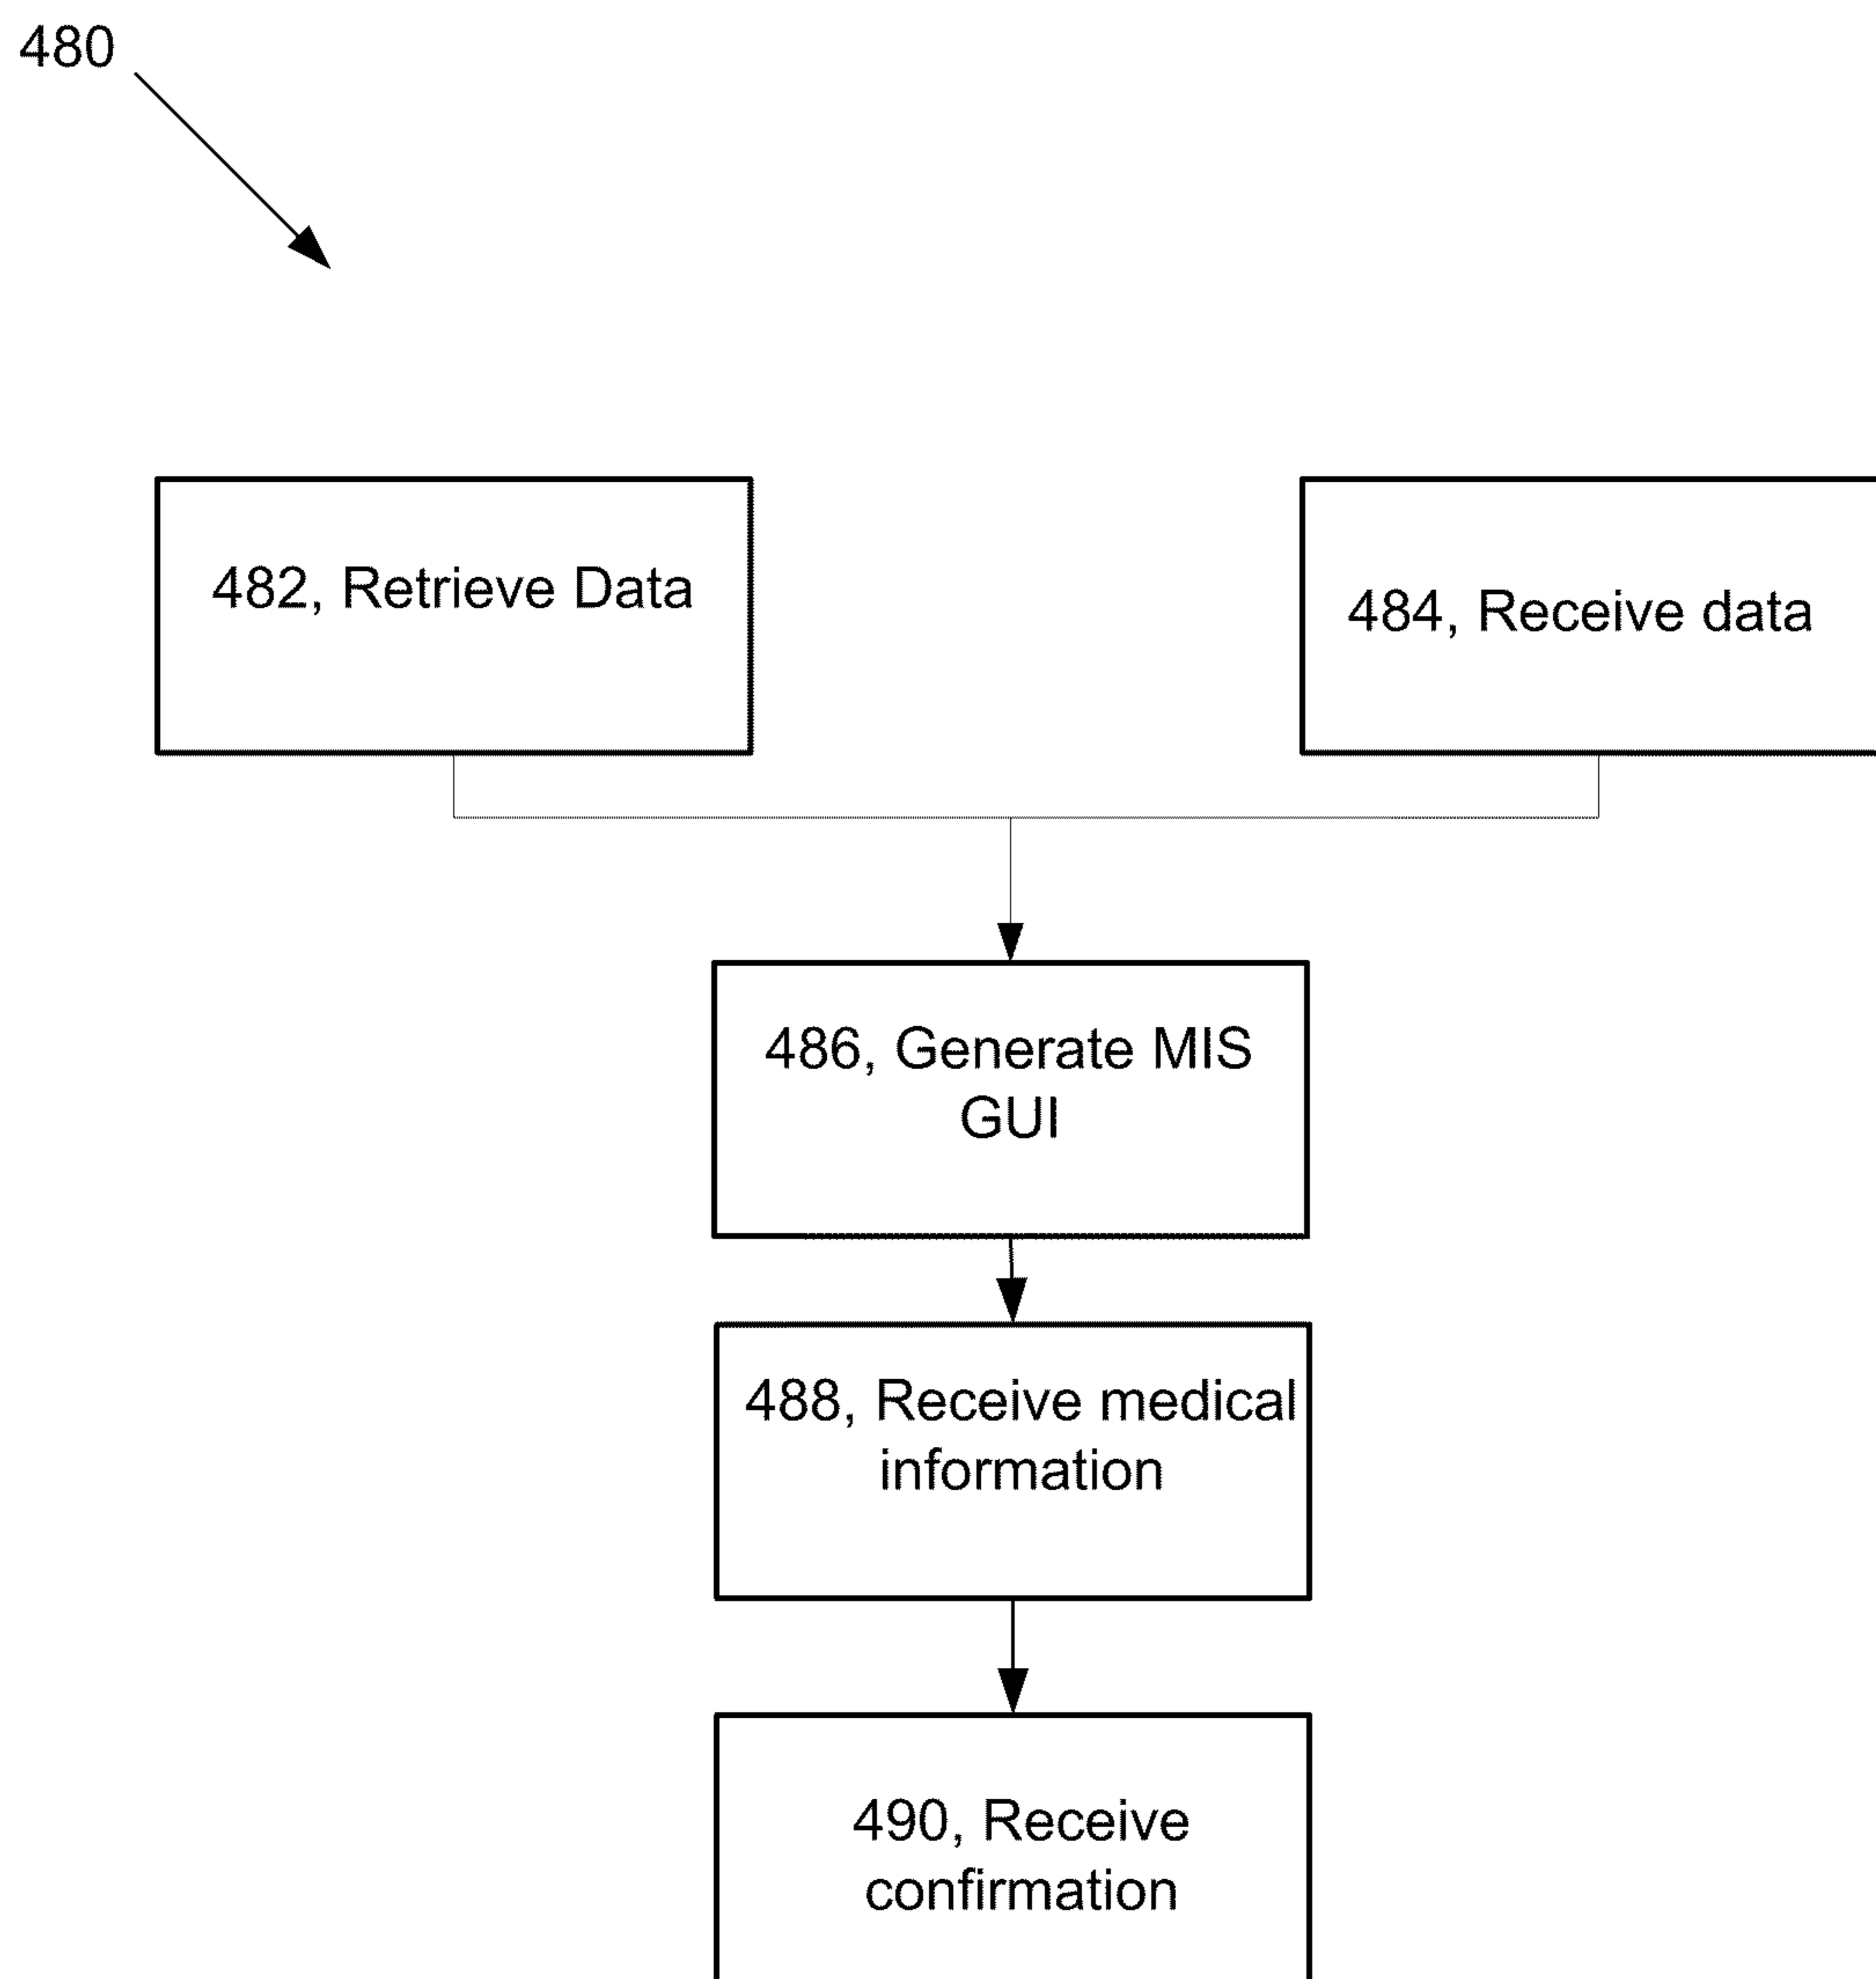 480
482, Retrieve Data
484, Receive data
486, Generate MIS
GUI
488, Receive medical
information
490, Receive
confirmation